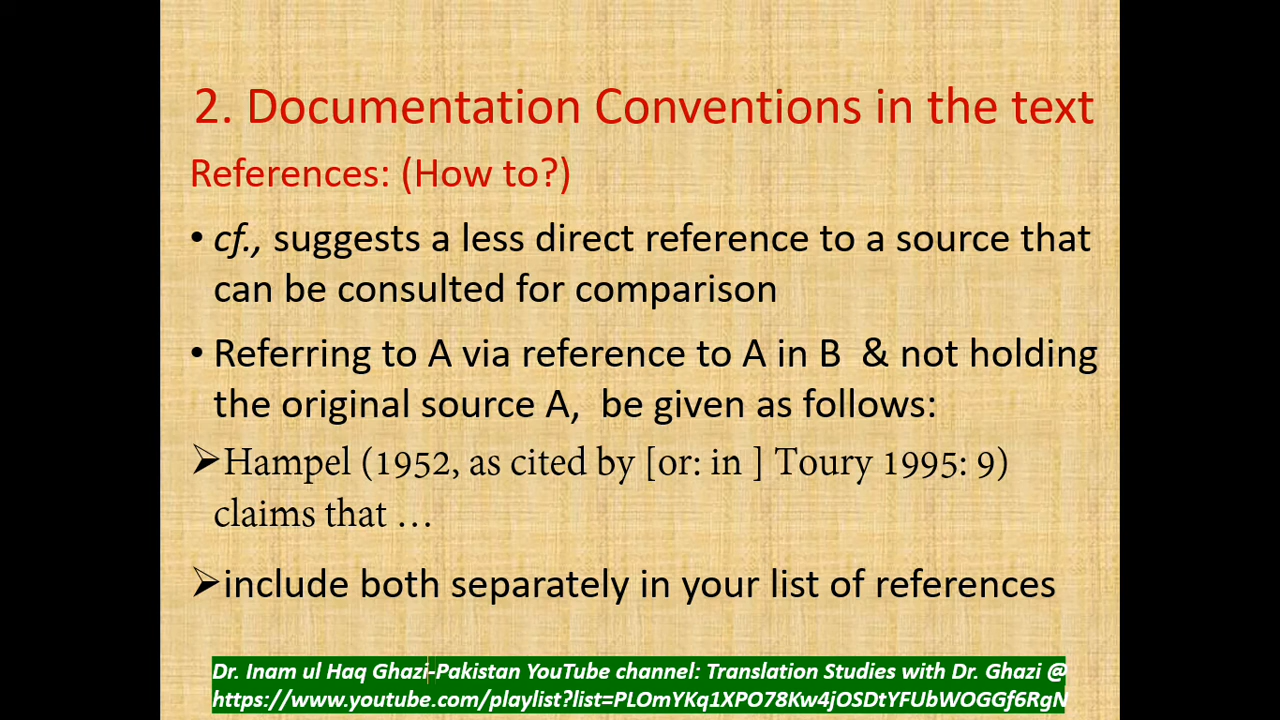 2. Documentation Conventions in the text
References: (How to?)
• cf., suggests a less direct reference to a source that
can be consulted for comparison
• Referring to A via reference to A in B & not holding
the original source A, be given as follows:
➢Hampel (1952, as cited by [or: in ] Toury 1995: 9)
claims that …
➢include both separately in your list of references
Dr. Inam ul Haq Ghazi-Pakistan YouTube channel: Translation Studies with Dr. Ghazi @
https://www.youtube.com/playlist?list=PLOmYKq1XPO78Kw4jOSDtYFUbWOGGf6RgN